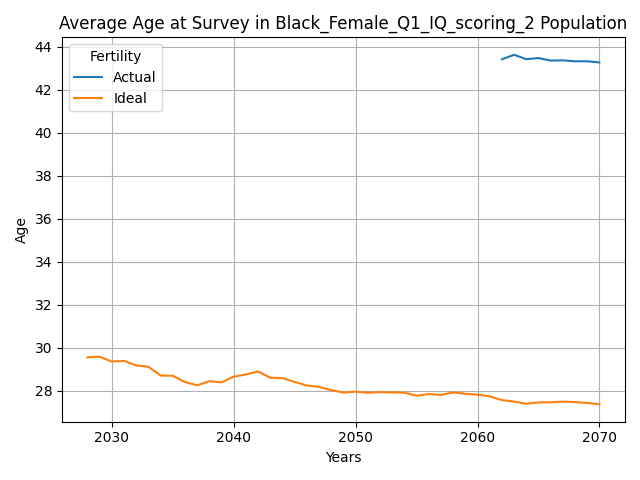 Average Age at Survey in Black_Female_Q1_IQ_scoring_2 Population
Fertility
Actual
Ideal
Age
44
42
40
38
36
34
32
30
28
2030
2040
2050
2060
2070
Years